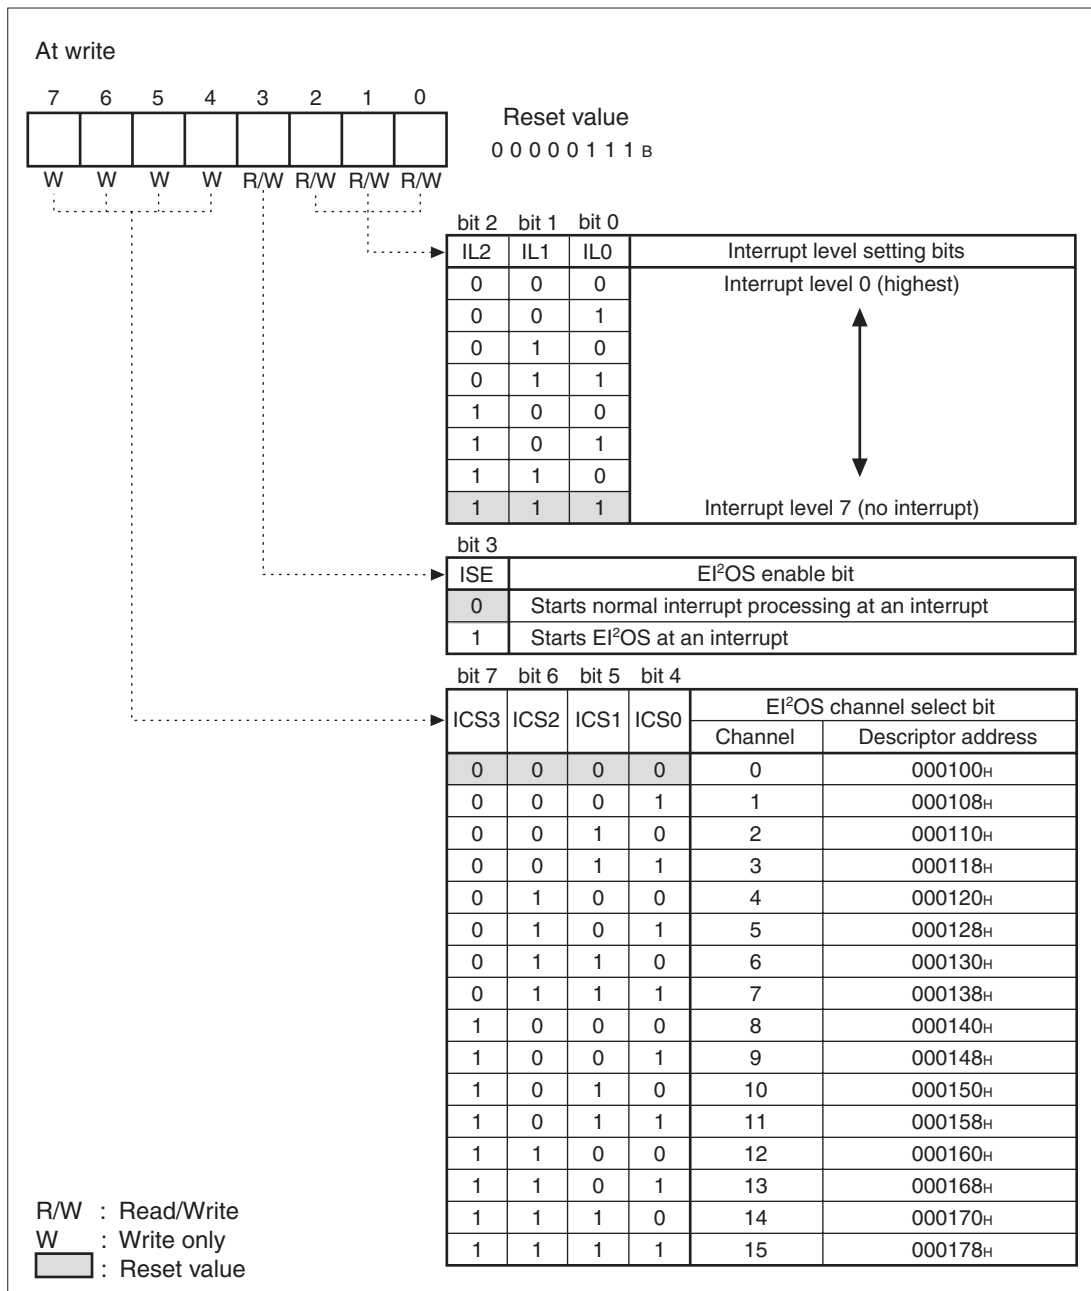 At write
7 6 5 4 3 2 1 0
Reset value
0 0 0 0 0 1 1 1 B
W W W W R/W R/W R/W R/W
bit 2 bit 1 bit 0
IL2 IL1 IL0 Interrupt level setting bits
0 0 0 Interrupt level 0 (highest)
0 0 1
0 1 0
0 1 1
1 0 0
1 0 1
1 1 0
1 1 1 Interrupt level 7 (no interrupt)
bit 3
ISE EI²OS enable bit
0 Starts normal interrupt processing at an interrupt
1 Starts EI²OS at an interrupt
bit 7 bit 6 bit 5 bit 4
ICS3 ICS2 ICS1 ICS0 EI²OS channel select bit
Channel Descriptor address
0 0 0 0 0 000100H
0 0 0 1 1 000108H
0 0 1 0 2 000110H
0 0 1 1 3 000118H
0 1 0 0 4 000120H
0 1 0 1 5 000128H
0 1 1 0 6 000130H
0 1 1 1 7 000138H
1 0 0 0 8 000140H
1 0 0 1 9 000148H
1 0 1 0 10 000150H
1 0 1 1 11 000158H
1 1 0 0 12 000160H
1 1 0 1 13 000168H
1 1 1 0 14 000170H
1 1 1 1 15 000178H
R/W : Read/Write
W : Write only
: Reset value